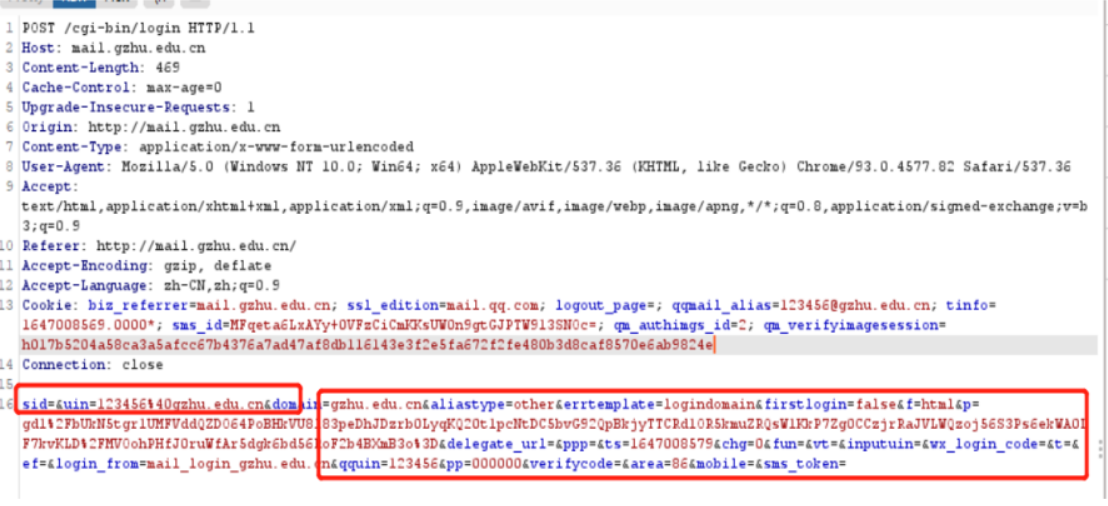 1 POST /cgi-bin/login HTTP/1.1
2 Host: mail.gzhu.edu.cn
3 Content-Length: 469
4 Cache-Control: max-age=0
5 Upgrade-Insecure-Requests: 1
6 Origin: http://mail.gzhu.edu.cn
7 Content-Type: application/x-www-form-urlencoded
8 User-Agent: Mozilla/5.0 (Windows NT 10.0; Win64; x64) AppleWebKit/537.36 (KHTML, like Gecko) Chrome/93.0.4577.82 Safari/537.36
9 Accept:
text/html,application/xhtml+xml,application/xml;q=0.9,image/avif,image/webp,image/apng,*/*;q=0.8,application/signed-exchange;v=b
3;q=0.9
10 Referer: http://mail.gzhu.edu.cn/
11 Accept-Encoding: gzip, deflate
12 Accept-Language: zh-CN,zh;q=0.9
13 Cookie: biz_referrer=mail.gzhu.edu.cn; ssl_edition=mail.qq.com; logout_page=; qqmail_alias=123456@gzhu.edu.cn; tinfo=
1647008569.0000*; sms_id=MFqeta6LxAYy+0VFzCiCmKKsUW0n9gtGJPTW913SN0c=; qm_authimgs_id=2; qm_verifyimagesession=
h017b5204a58ca3a5afcc67b4376a7ad47af8db116143e3f2e5fa672f2fe480b3d8caf8570e6ab9824e
14 Connection: close
15
16 sid=&uin=123456%40gzhu.edu.cn&domain=gzhu.edu.cn&aliastype=other&errtemplate=logindomain&firstlogin=false&f=html&p=
&delegate_url=&ppp=&ts=1647008579&chg=0&fun=&vt=&inputuin=&wx_login_code=&t=&
ef=&login_from=mail_login_gzhu.edu.cn&qquin=123456&pp=000000&verifycode=&area=86&mobile=&sms_token=